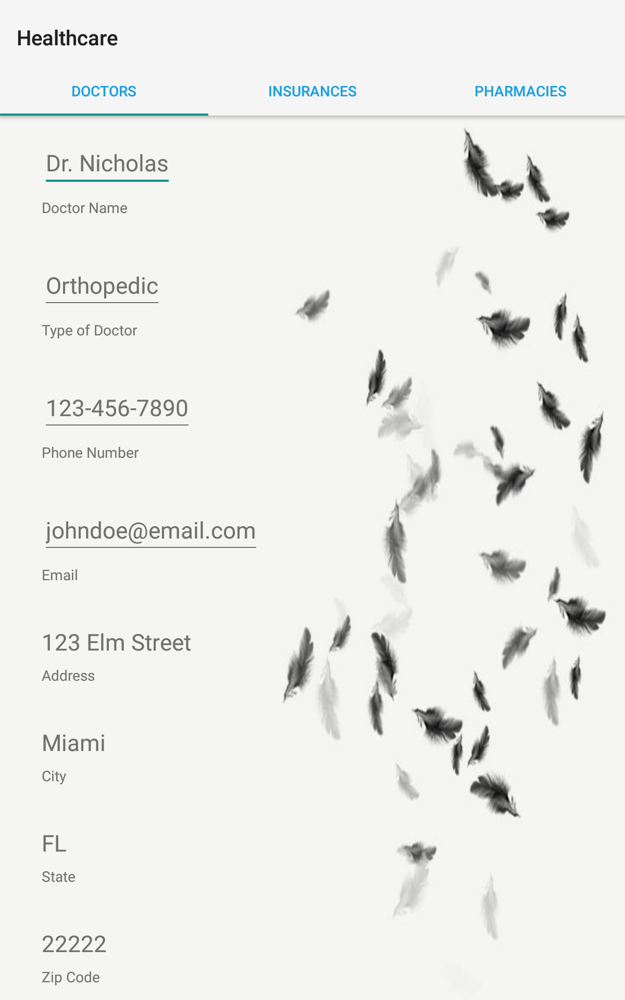 Healthcare
DOCTORS
INSURANCES
PHARMACIES
Dr. Nicholas
Doctor Name
Orthopedic
Type of Doctor
123-456-7890
Phone Number
johndoe@email.com
Email
123 Elm Street
Address
Miami
City
FL
State
22222
Zip Code